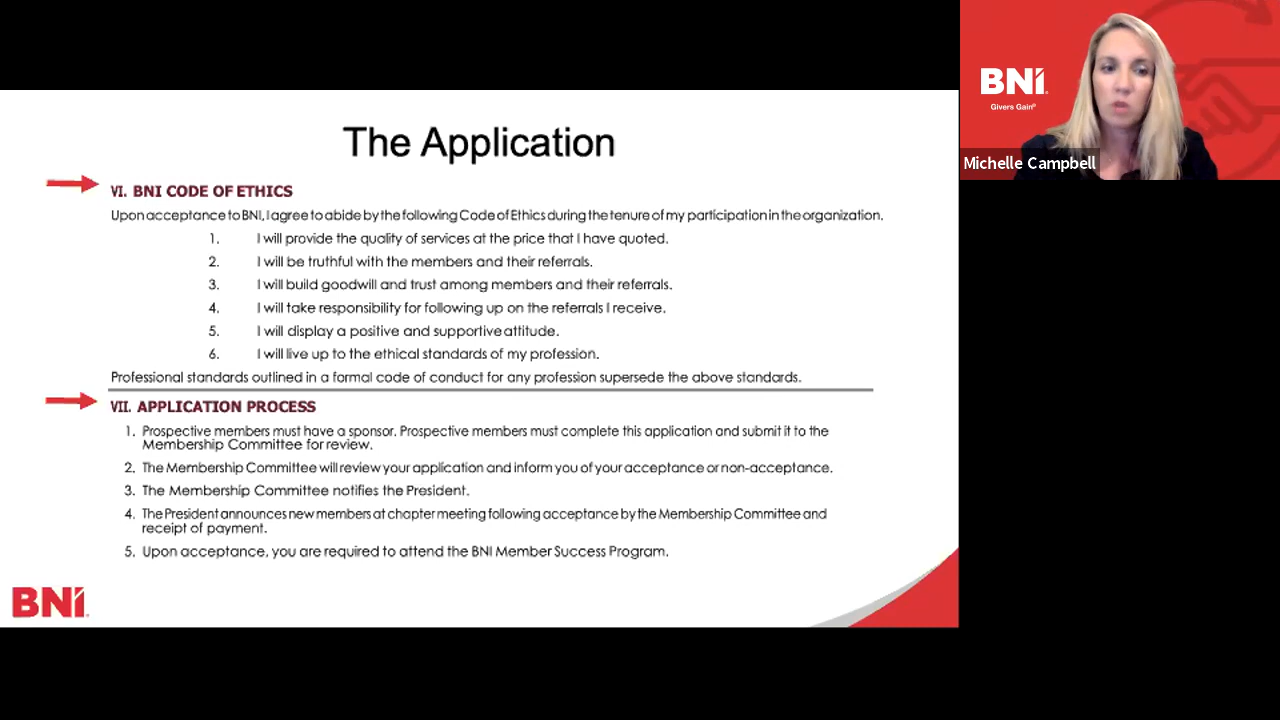 The Application
VI. BNI CODE OF ETHICS
Upon acceptance to BNI, I agree to abide by the following Code of Ethics during the tenure of my participation in the organization.
1. I will provide the quality of services at the price that I have quoted.
2. I will be truthful with the members and their referrals.
3. I will build goodwill and trust among members and their referrals.
4. I will take responsibility for following up on the referrals I receive.
5. I will display a positive and supportive attitude.
6. I will live up to the ethical standards of my profession.
Professional standards outlined in a formal code of conduct for any profession supersede the above standards.
VII. APPLICATION PROCESS
1. Prospective members must have a sponsor. Prospective members must complete this application and submit it to the
Membership Committee for review.
2. The Membership Committee will review your application and inform you of your acceptance or non-acceptance.
3. The Membership Committee notifies the President.
4. The President announces new members at chapter meeting following acceptance by the Membership Committee and
receipt of payment.
5. Upon acceptance, you are required to attend the BNI Member Success Program.
BNI
BNI
Givers Gain®
Michelle Campbell